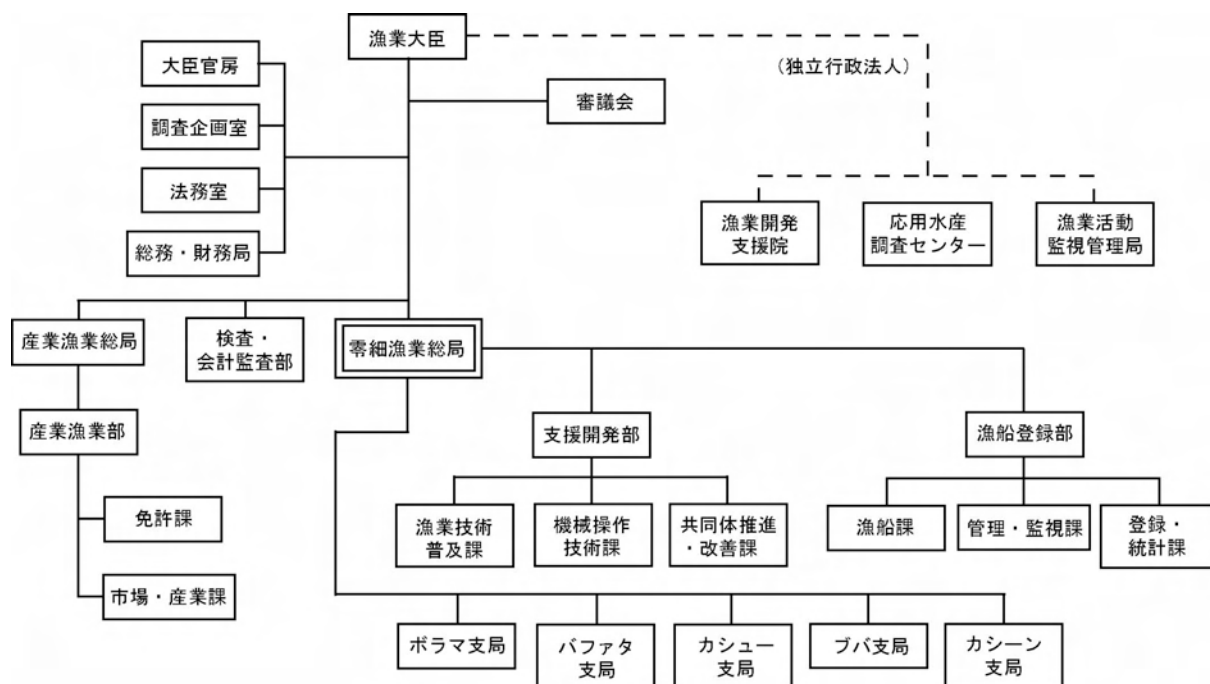 漁業大臣
大臣官房
(独立行政法人)
審議会
調査企画室
法務室
漁業開発
支援院
応用水産
調査センター
漁業活動
監視管理局
総務・財務局
産業漁業総局
検査・
会計監査部
零細漁業総局
産業漁業部
支援開発部
漁船登録部
免許課
漁業技術
普及課
機械操作
技術課
共同体推進
・改善課
漁船課
管理・監視課
登録・
統計課
市場・産業課
ボラマ支局
バファタ
支局
カシュー
支局
ブバ支局
カシーン
支局